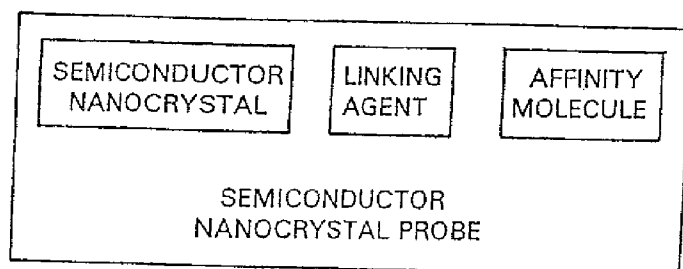 SEMICONDUCTOR
NANOCRYSTAL
LINKING
AGENT
AFFINITY
MOLECULE
SEMICONDUCTOR
NANOCRYSTAL PROBE